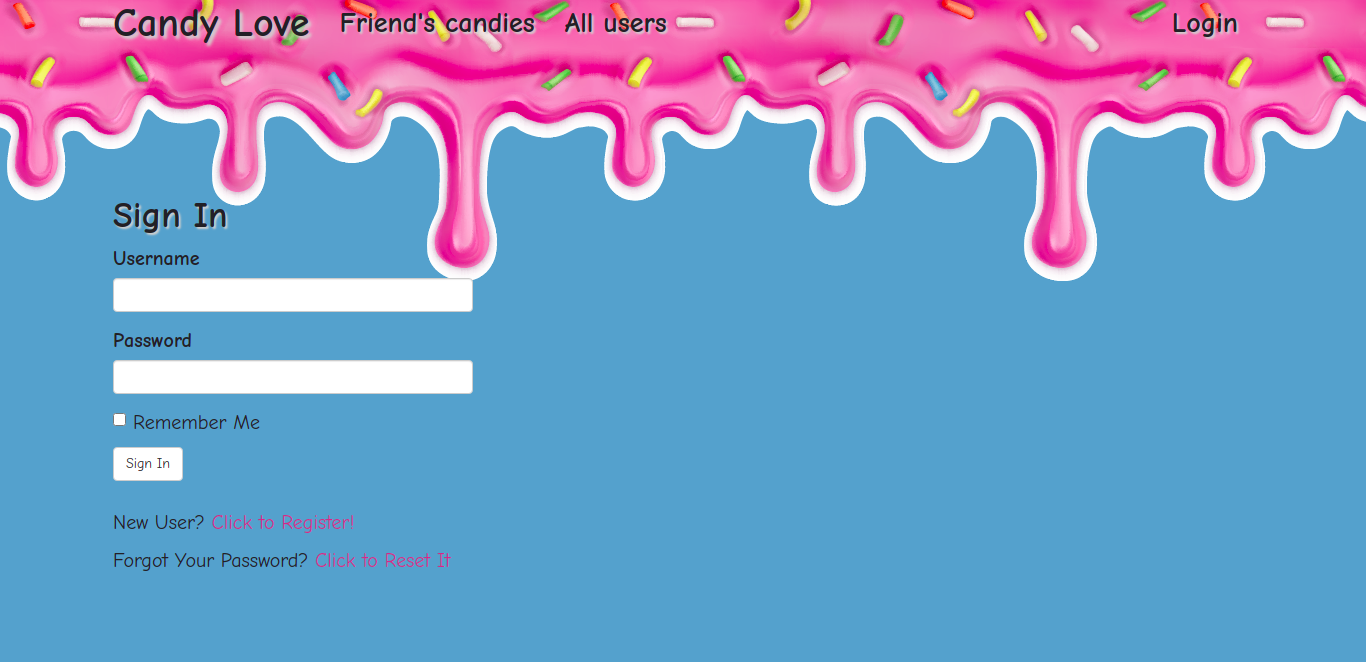 Candy Love Friend's candies All users Login
Sign In
Username
Password
Remember Me
Sign In
New User? Click to Register!
Forgot Your Password? Click to Reset It